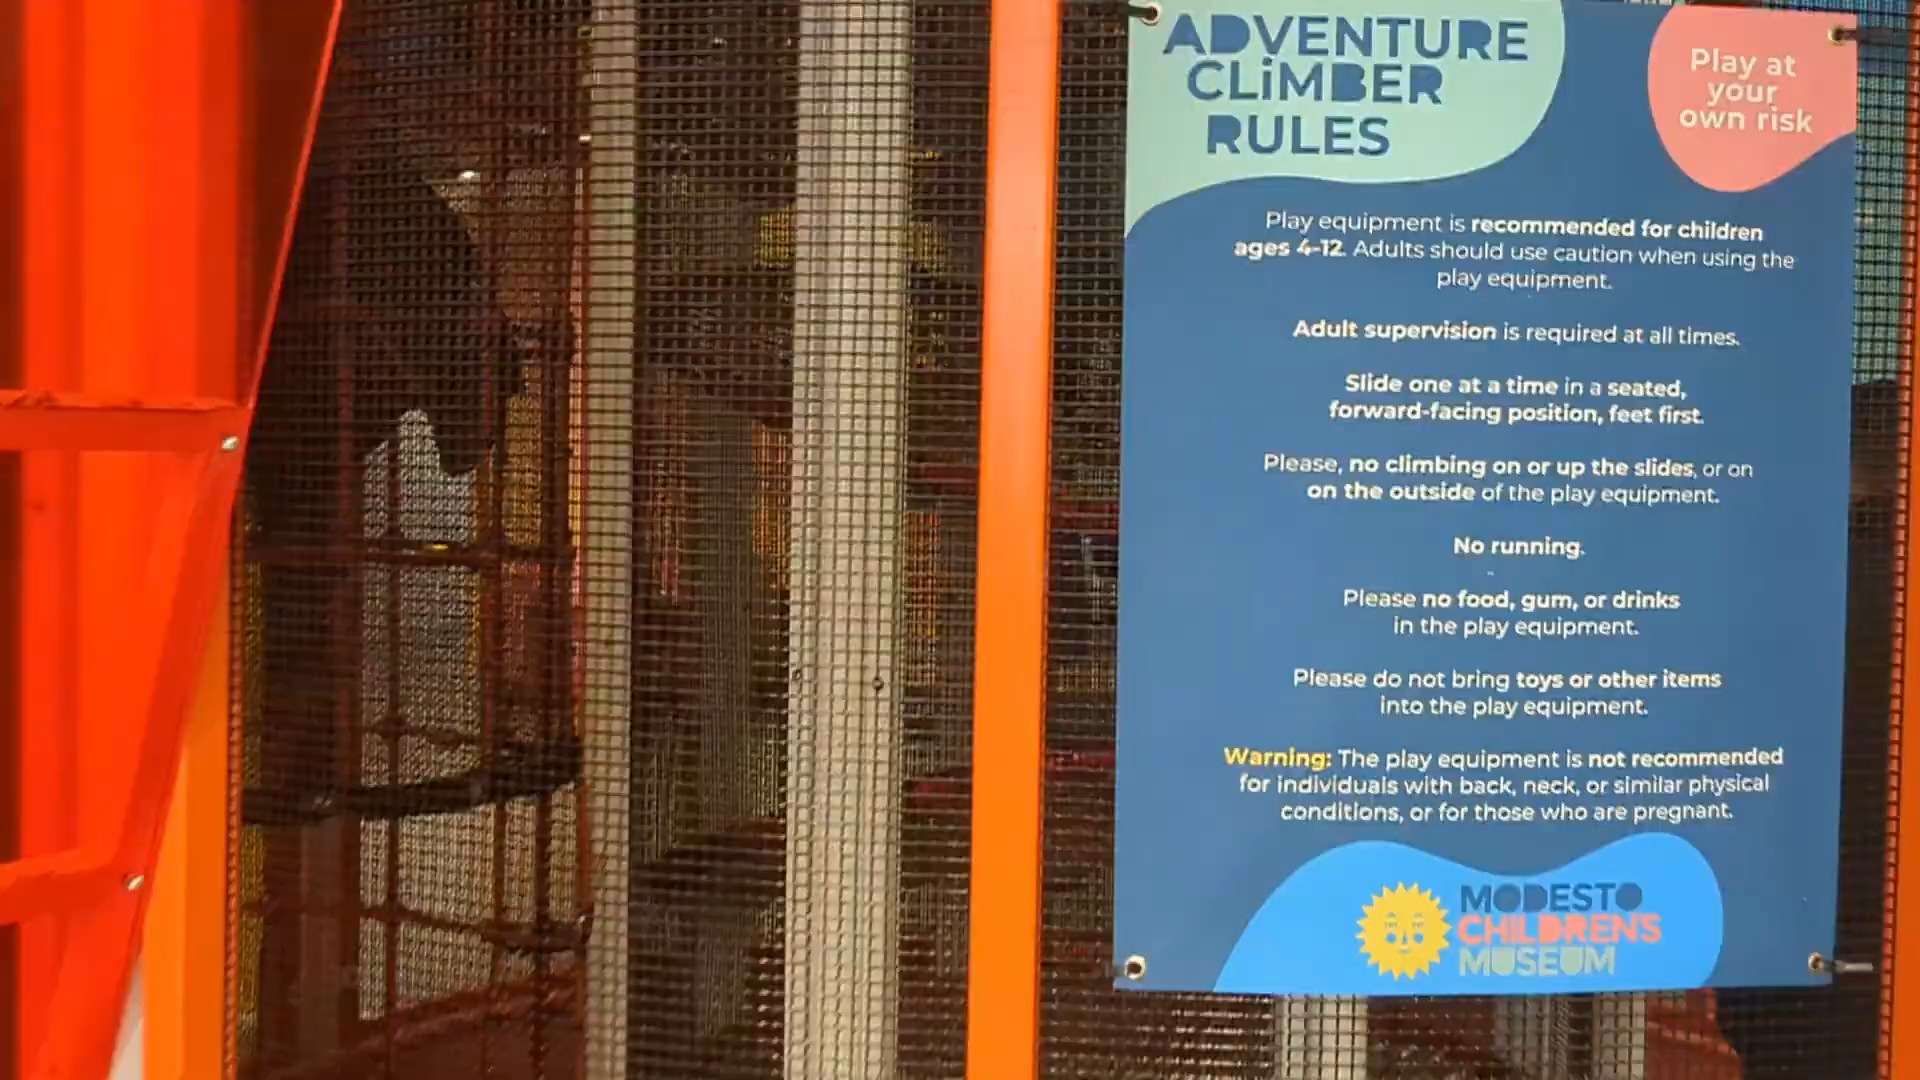 ADVENTURE
CLiMBER
RULES
Play at
your
own risk
Play equipment is recommended for children
ages 4-12. Adults should use caution when using the
play equipment.
Adult supervision is required at all times.
Slide one at a time in a seated,
forward-facing position, feet first.
Please, no climbing on or up the slides, or on
on the outside of the play equipment.
No running.
Please no food, gum, or drinks
in the play equipment.
Please do not bring toys or other items
into the play equipment.
Warning: The play equipment is not recommended
for individuals with back, neck, or similar physical
conditions, or for those who are pregnant.
MODESTO
CHILDREN'S
MUSEUM